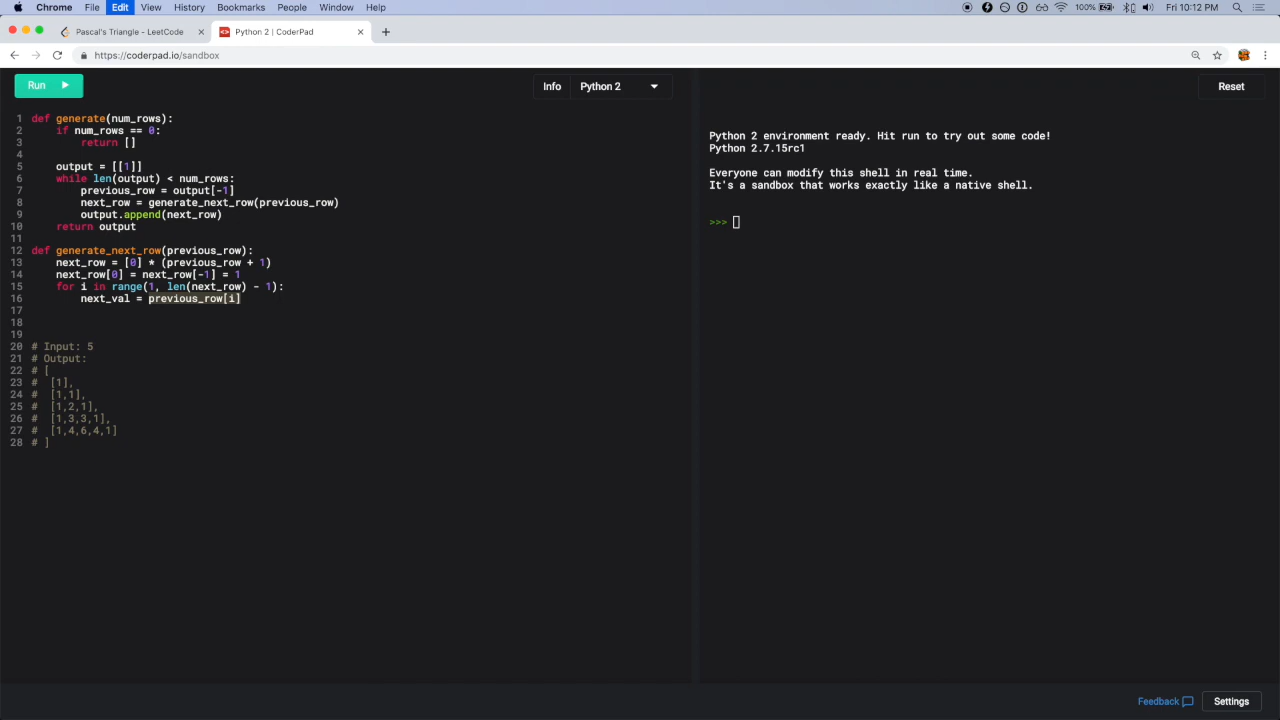 Chrome File Edit View History Bookmarks People Window Help 100% Fri 10:12 PM
Pascal's Triangle - LeetCode × Python 2 | CoderPad × +
https://coderpad.io/sandbox
Run Info Python 2 Reset
1 def generate(num_rows):
2     if num_rows == 0:
3         return []
4
5     output = [[1]]
6     while len(output) < num_rows:
7         previous_row = output[-1]
8         next_row = generate_next_row(previous_row)
9         output.append(next_row)
10     return output
11
12 def generate_next_row(previous_row):
13     next_row = [0] * (previous_row + 1)
14     next_row[0] = next_row[-1] = 1
15     for i in range(1, len(next_row) - 1):
16         next_val = previous_row[i]
17
18
19
20 # Input: 5
21 # Output:
22 # [
23 #  [1],
24 #  [1,1],
25 #  [1,2,1],
26 #  [1,3,3,1],
27 #  [1,4,6,4,1]
28 # ]
Python 2 environment ready. Hit run to try out some code!
Python 2.7.15rc1
Everyone can modify this shell in real time.
It's a sandbox that works exactly like a native shell.
>>>
Feedback Settings